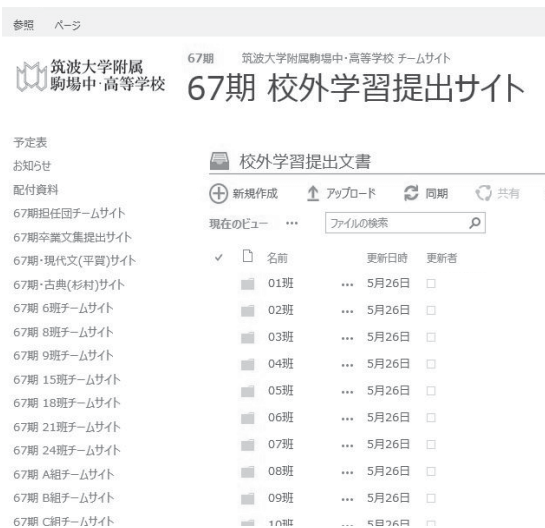 参照 ページ
筑波大学附属
駒場中·高等学校
67期 筑波大学附属駒場中·高等学校 チームサイト
67期 校外学習提出サイト
予定表
お知らせ
配付資料
67期担任団チームサイト
67期卒業文集提出サイト
67期·現代文(平賀)サイト
67期·古典(杉村)サイト
67期 6班チームサイト
67期 8班チームサイト
67期 9班チームサイト
67期 15班チームサイト
67期 18班チームサイト
67期 21班チームサイト
67期 24班チームサイト
67期 A組チームサイト
67期 B組チームサイト
67期 C組チームサイト
校外学習提出文書
新規作成 アップロード 同期 共有
現在のビュー ··· ファイルの検索
名前 更新日時 更新者
01班 ··· 5月26日
02班 ··· 5月26日
03班 ··· 5月26日
04班 ··· 5月26日
05班 ··· 5月26日
06班 ··· 5月26日
07班 ··· 5月26日
08班 ··· 5月26日
09班 ··· 5月26日
10班 ··· 5月26日